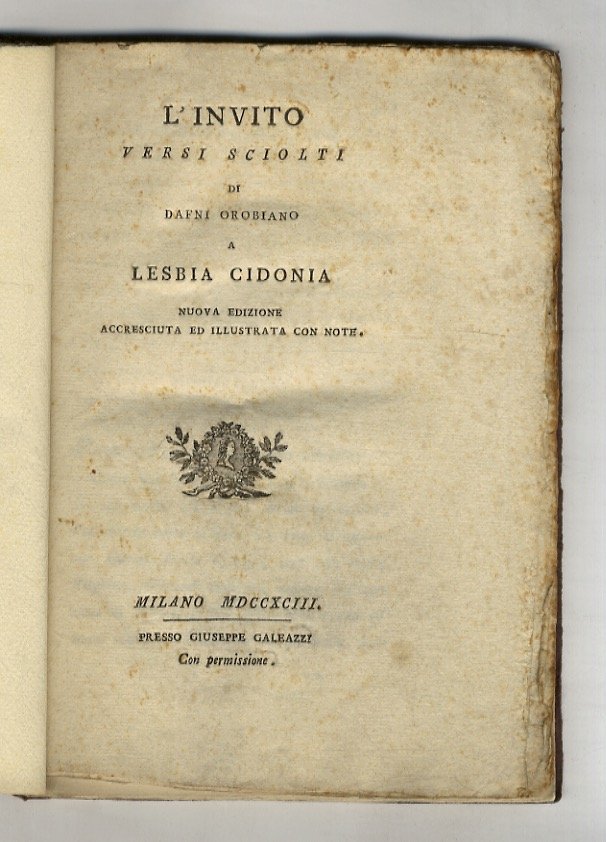 L'INVITO
VERSI SCIOLTI
DI
DAFNI OROBIANO
A
LESBIA CIDONIA
NUOVA EDIZIONE
ACCRESCIUTA ED ILLUSTRATA CON NOTE.
MILANO MDCCXCIII.
PRESSO GIUSEPPE GALEAZZI
Con permissione.